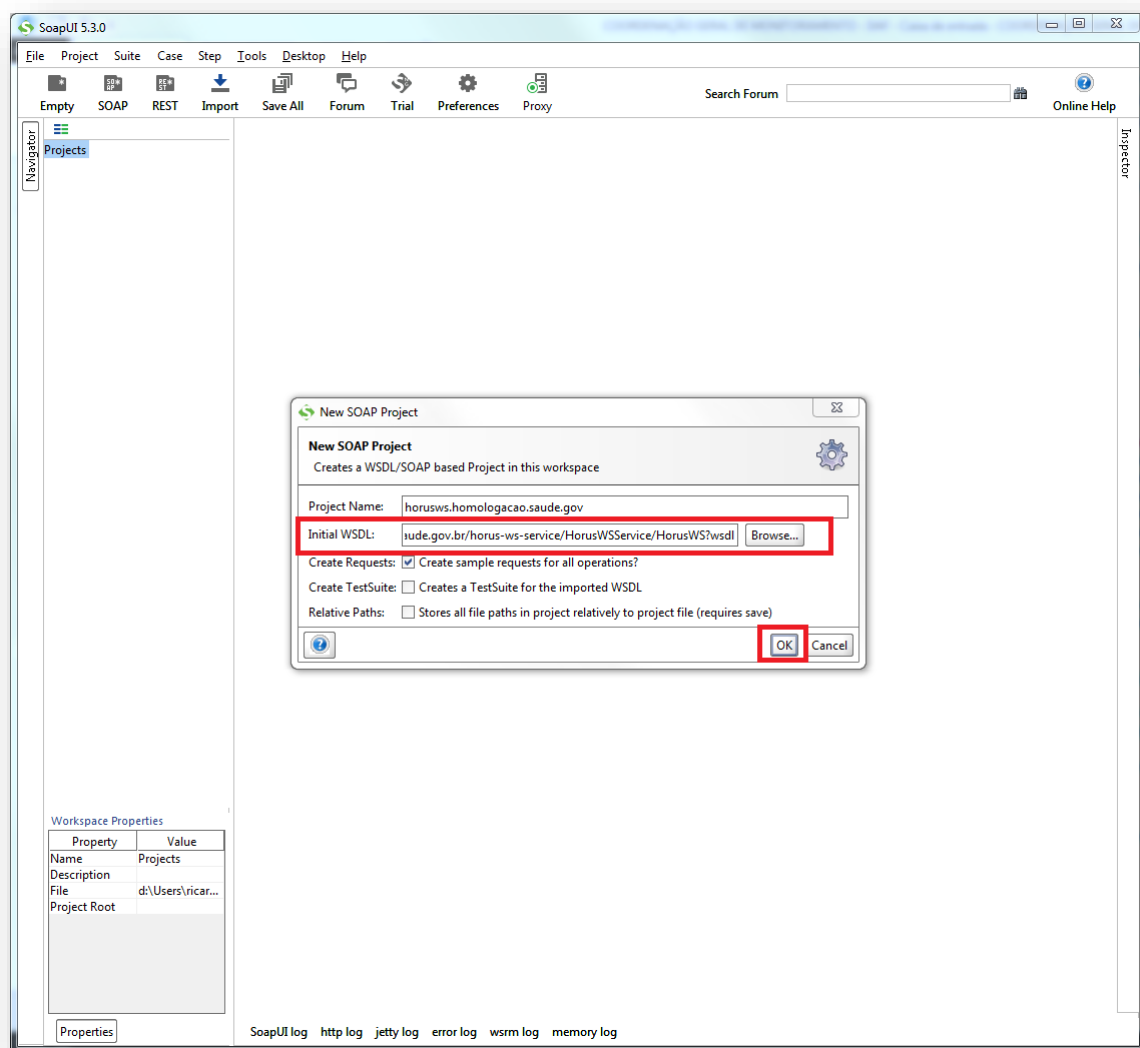 SoapUI 5.3.0
File Project Suite Case Step Tools Desktop Help
Empty SOAP REST Import Save All Forum Trial Preferences Proxy
Search Forum
Online Help
Navigator
Projects
Inspector
New SOAP Project
New SOAP Project
Creates a WSDL/SOAP based Project in this workspace
Project Name: horusws.homologacao.saude.gov
Initial WSDL: aude.gov.br/horus-ws-service/HorusWSService/HorusWS?wsdl Browse...
Create Requests: Create sample requests for all operations?
Create TestSuite: Creates a TestSuite for the imported WSDL
Relative Paths: Stores all file paths in project relatively to project file (requires save)
OK Cancel
Workspace Properties
Property Value
Name Projects
Description
File d:\Users\ricar...
Project Root
Properties
SoapUI log http log jetty log error log wsrm log memory log